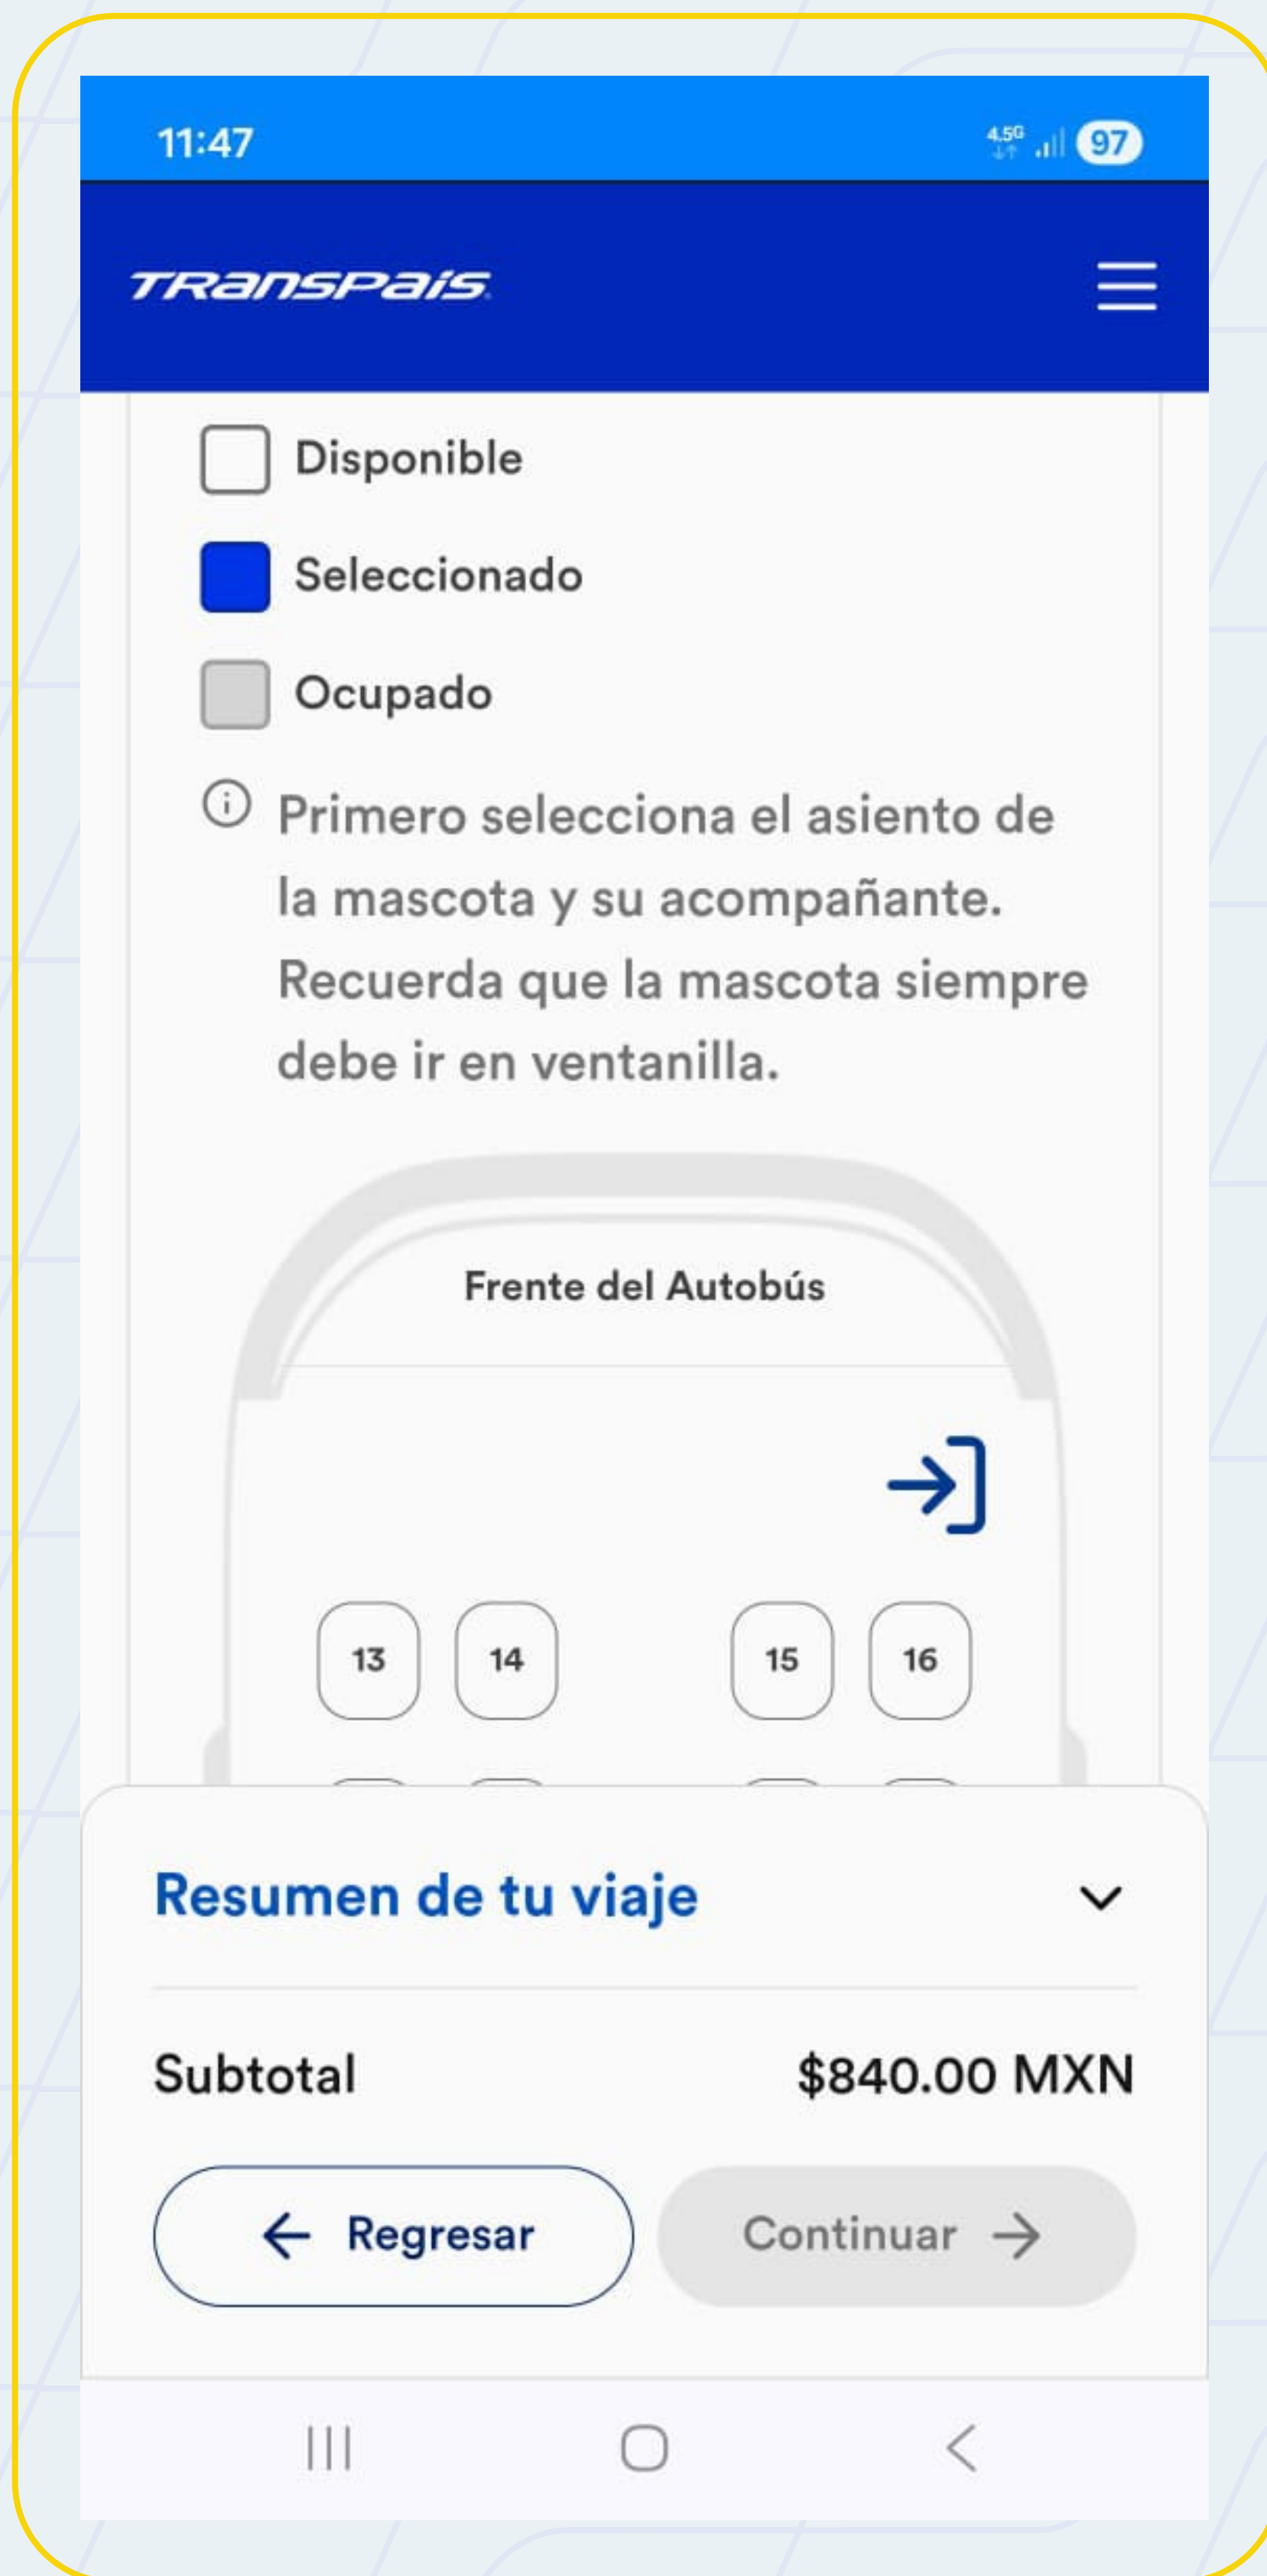 11:47
4.5G
97
TRANSPAIS
Disponible
Seleccionado
Ocupado
Primero selecciona el asiento de
la mascota y su acompañante.
Recuerda que la mascota siempre
debe ir en ventanilla.
Frente del Autobús
13 14 15 16
Resumen de tu viaje
Subtotal $840.00 MXN
Regresar Continuar